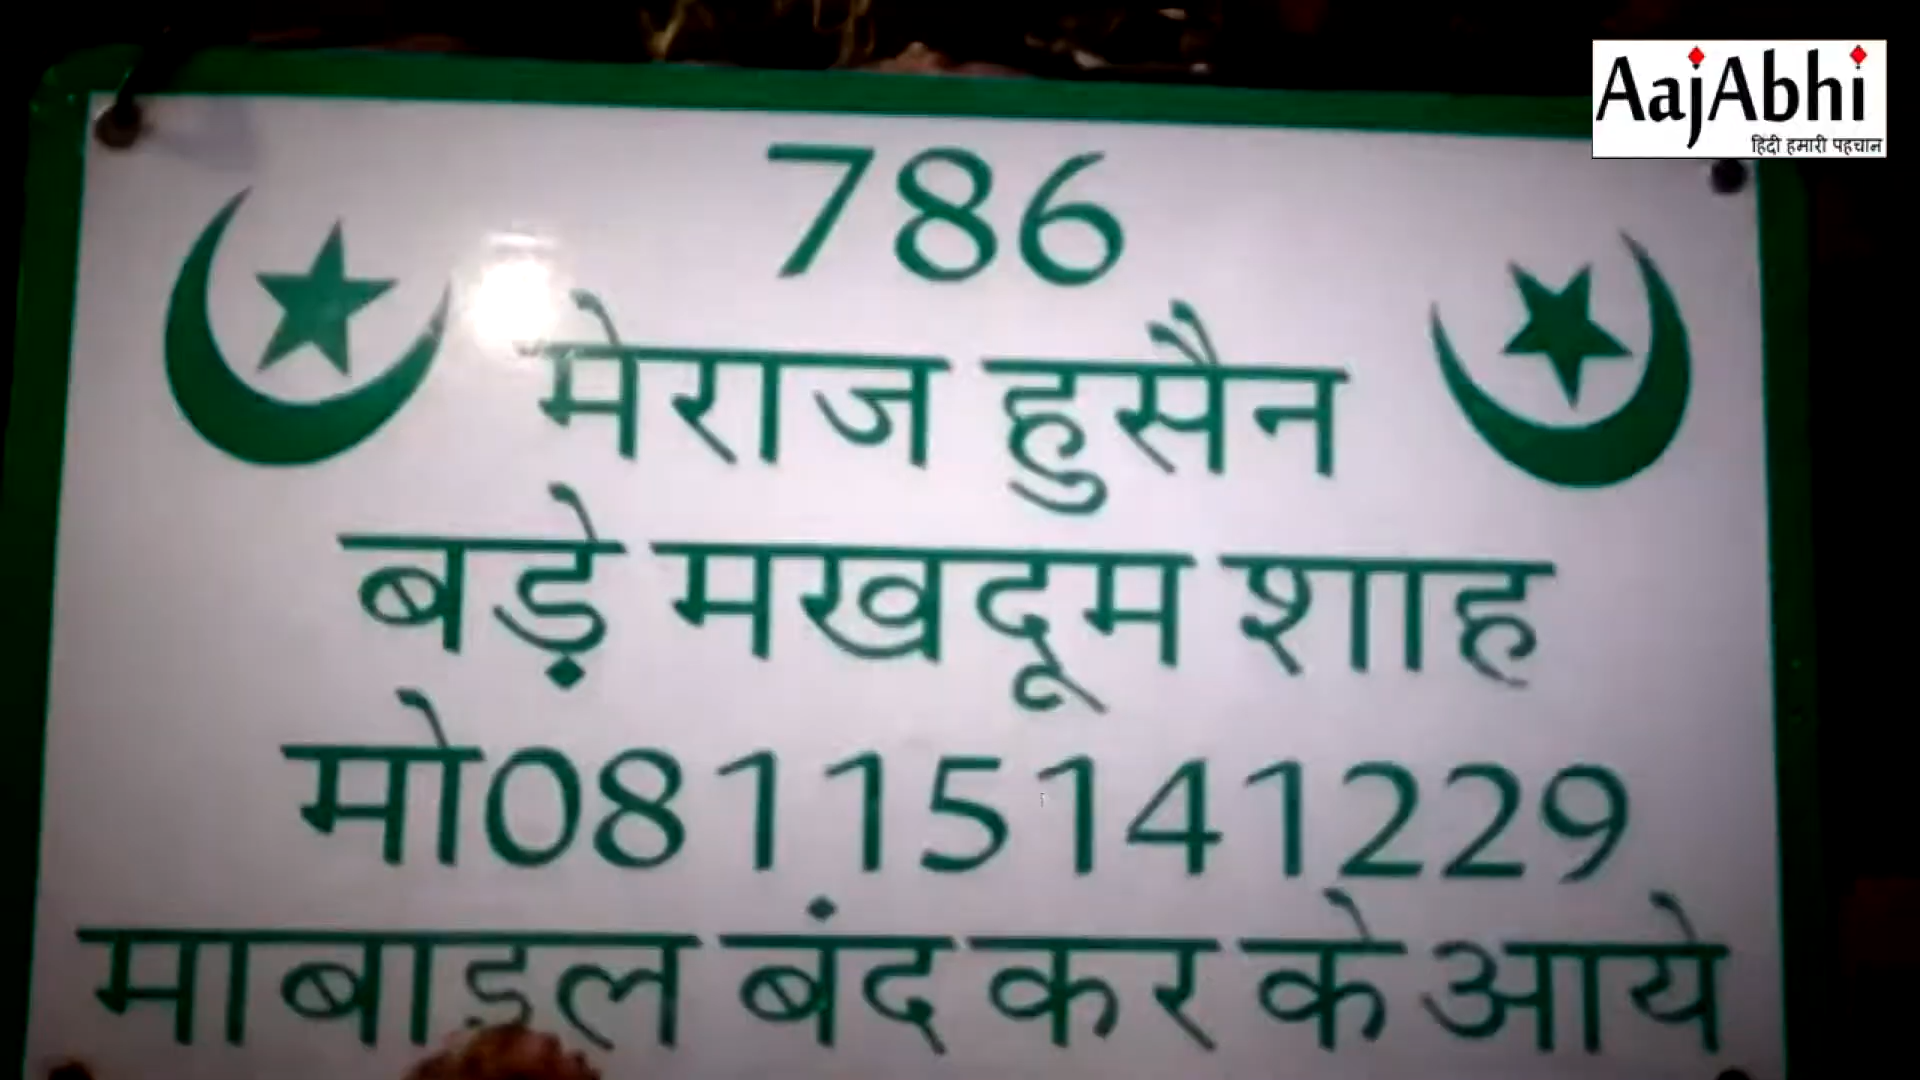 AajAbhi
हिंदी हमारी पहचान
786
मेराज हुसैन
बड़े मखदूम शाह
मो08115141229
माबाइल बंद कर के आये